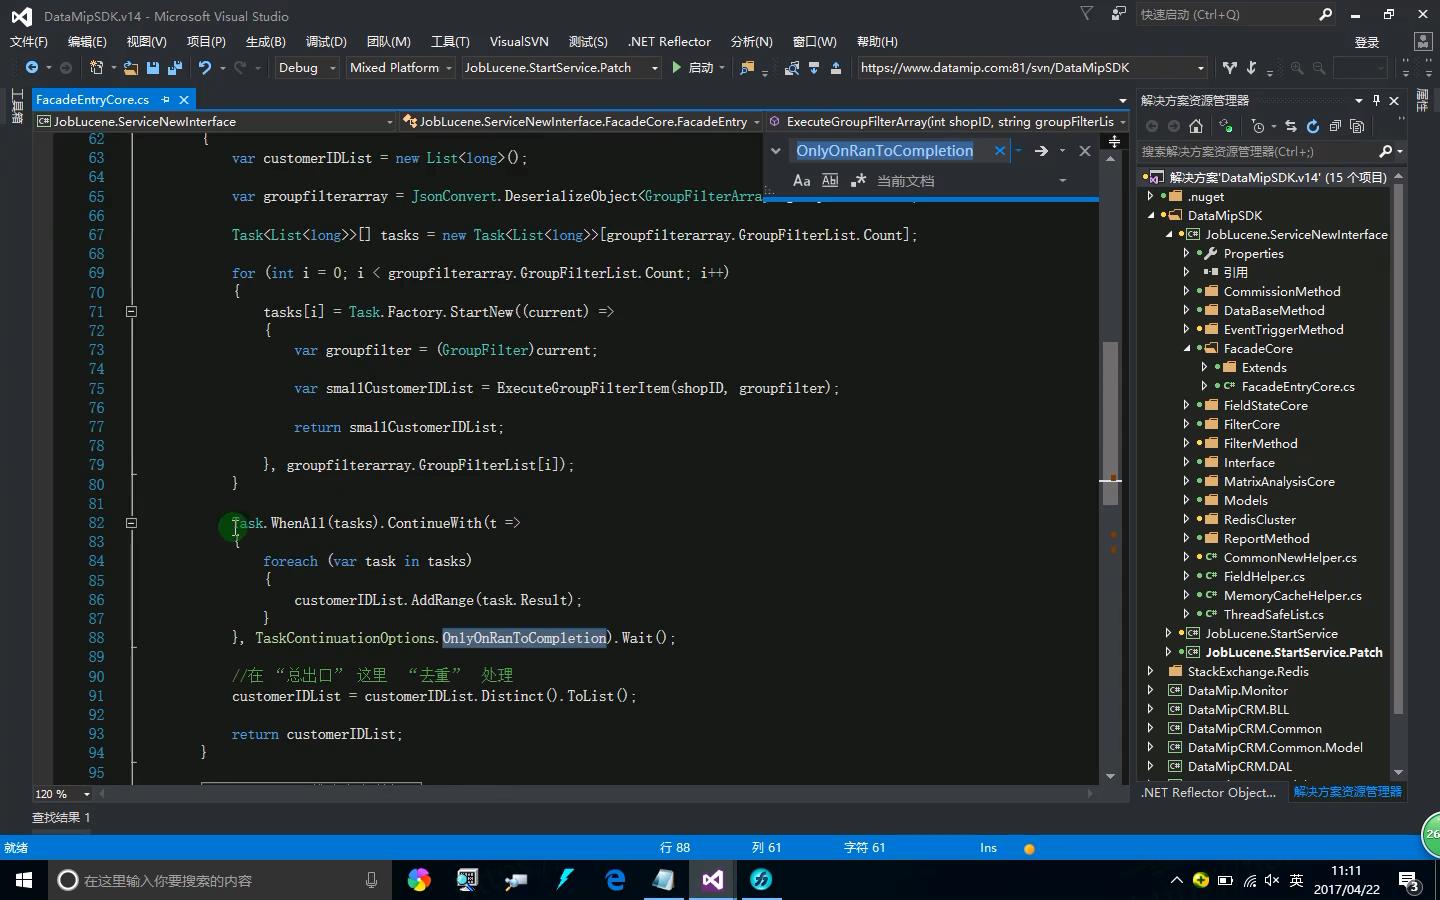 DataMipSDK.v14 - Microsoft Visual Studio
快速启动 (Ctrl+Q)
文件(F) 编辑(E) 视图(V) 项目(P) 生成(B) 调试(D) 团队(M) 工具(T) VisualSVN 测试(S) .NET Reflector 分析(N) 窗口(W) 帮助(H)
登录
Debug Mixed Platform JobLucene.StartService.Patch 启动 https://www.datamip.com:81/svn/DataMipSDK
工具箱
FacadeEntryCore.cs
JobLucene.ServiceNewInterface JobLucene.ServiceNewInterface.FacadeCore.FacadeEntry ExecuteGroupFilterArray(int shopID, string groupFilterLis
OnlyOnRanToCompletion
Aa Abl 当前文档
62 {
63 var customerIDList = new List<long>();
64
65 var groupfilterarray = JsonConvert.DeserializeObject<GroupFilterArra
66
67 Task<List<long>>[] tasks = new Task<List<long>>[groupfilterarray.GroupFilterList.Count];
68
69 for (int i = 0; i < groupfilterarray.GroupFilterList.Count; i++)
70 {
71 tasks[i] = Task.Factory.StartNew((current) =>
72 {
73 var groupfilter = (GroupFilter)current;
74
75 var smallCustomerIDList = ExecuteGroupFilterItem(shopID, groupfilter);
76
77 return smallCustomerIDList;
78
79 }, groupfilterarray.GroupFilterList[i]);
80 }
81
82 Task.WhenAll(tasks).ContinueWith(t =>
83 {
84 foreach (var task in tasks)
85 {
86 customerIDList.AddRange(task.Result);
87 }
88 }, TaskContinuationOptions.OnlyOnRanToCompletion).Wait();
89
90 //在 “总出口” 这里 “去重” 处理
91 customerIDList = customerIDList.Distinct().ToList();
92
93 return customerIDList;
94 }
95
120 %
查找结果 1
解决方案资源管理器
属性
搜索解决方案资源管理器(Ctrl+;)
解决方案'DataMipSDK.v14' (15 个项目)
.nuget
DataMipSDK
JobLucene.ServiceNewInterface
Properties
引用
CommissionMethod
DataBaseMethod
EventTriggerMethod
FacadeCore
Extends
FacadeEntryCore.cs
FieldStateCore
FilterCore
FilterMethod
Interface
MatrixAnalysisCore
Models
RedisCluster
ReportMethod
CommonNewHelper.cs
FieldHelper.cs
MemoryCacheHelper.cs
ThreadSafeList.cs
JobLucene.StartService
JobLucene.StartService.Patch
StackExchange.Redis
DataMip.Monitor
DataMipCRM.BLL
DataMipCRM.Common
DataMipCRM.Common.Model
DataMipCRM.DAL
.NET Reflector Object... 解决方案资源管理器
就绪 行 88 列 61 字符 61 Ins
26
在这里输入你要搜索的内容
英
11:11
2017/04/22
3